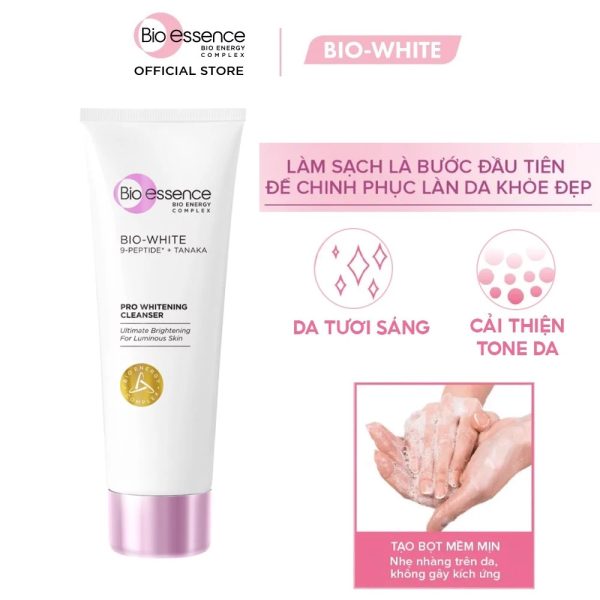 Bio essence
BIO ENERGY
COMPLEX
OFFICIAL STORE
BIO-WHITE
LÀM SẠCH LÀ BƯỚC ĐẦU TIÊN
ĐỂ CHINH PHỤC LÀN DA KHỎE ĐẸP
DA TƯƠI SÁNG
CẢI THIỆN
TONE DA
Bio essence
BIO ENERGY
COMPLEX
BIO-WHITE
9-PEPTIDE* + TANAKA
PRO WHITENING
CLEANSER
Ultimate Brightening
For Luminous Skin
BIO ENERGY
COMPLEX
TẠO BỌT MỀM MỊN
Nhẹ nhàng trên da,
không gây kích ứng